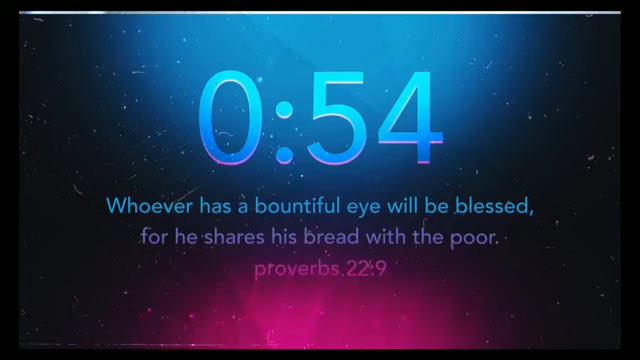 0:54
Whoever has a bountiful eye will be blessed,
for he shares his bread with the poor.
proverbs 22:9